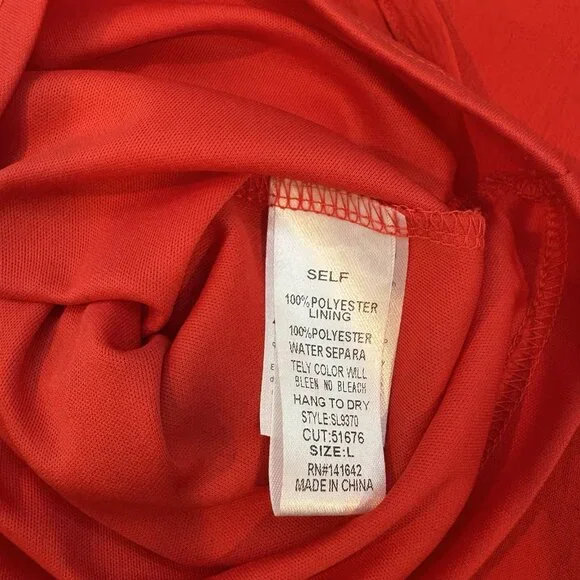 SELF
100%POLYESTER
LINING
100%POLYESTER
WATER SEPARA
TELY COLOR WLL
BLEEN NO BLEACH
HANG TO DRY
STYLE:SL9370
CUT:51676
SIZE:L
RN#141642
MADE IN CHINA